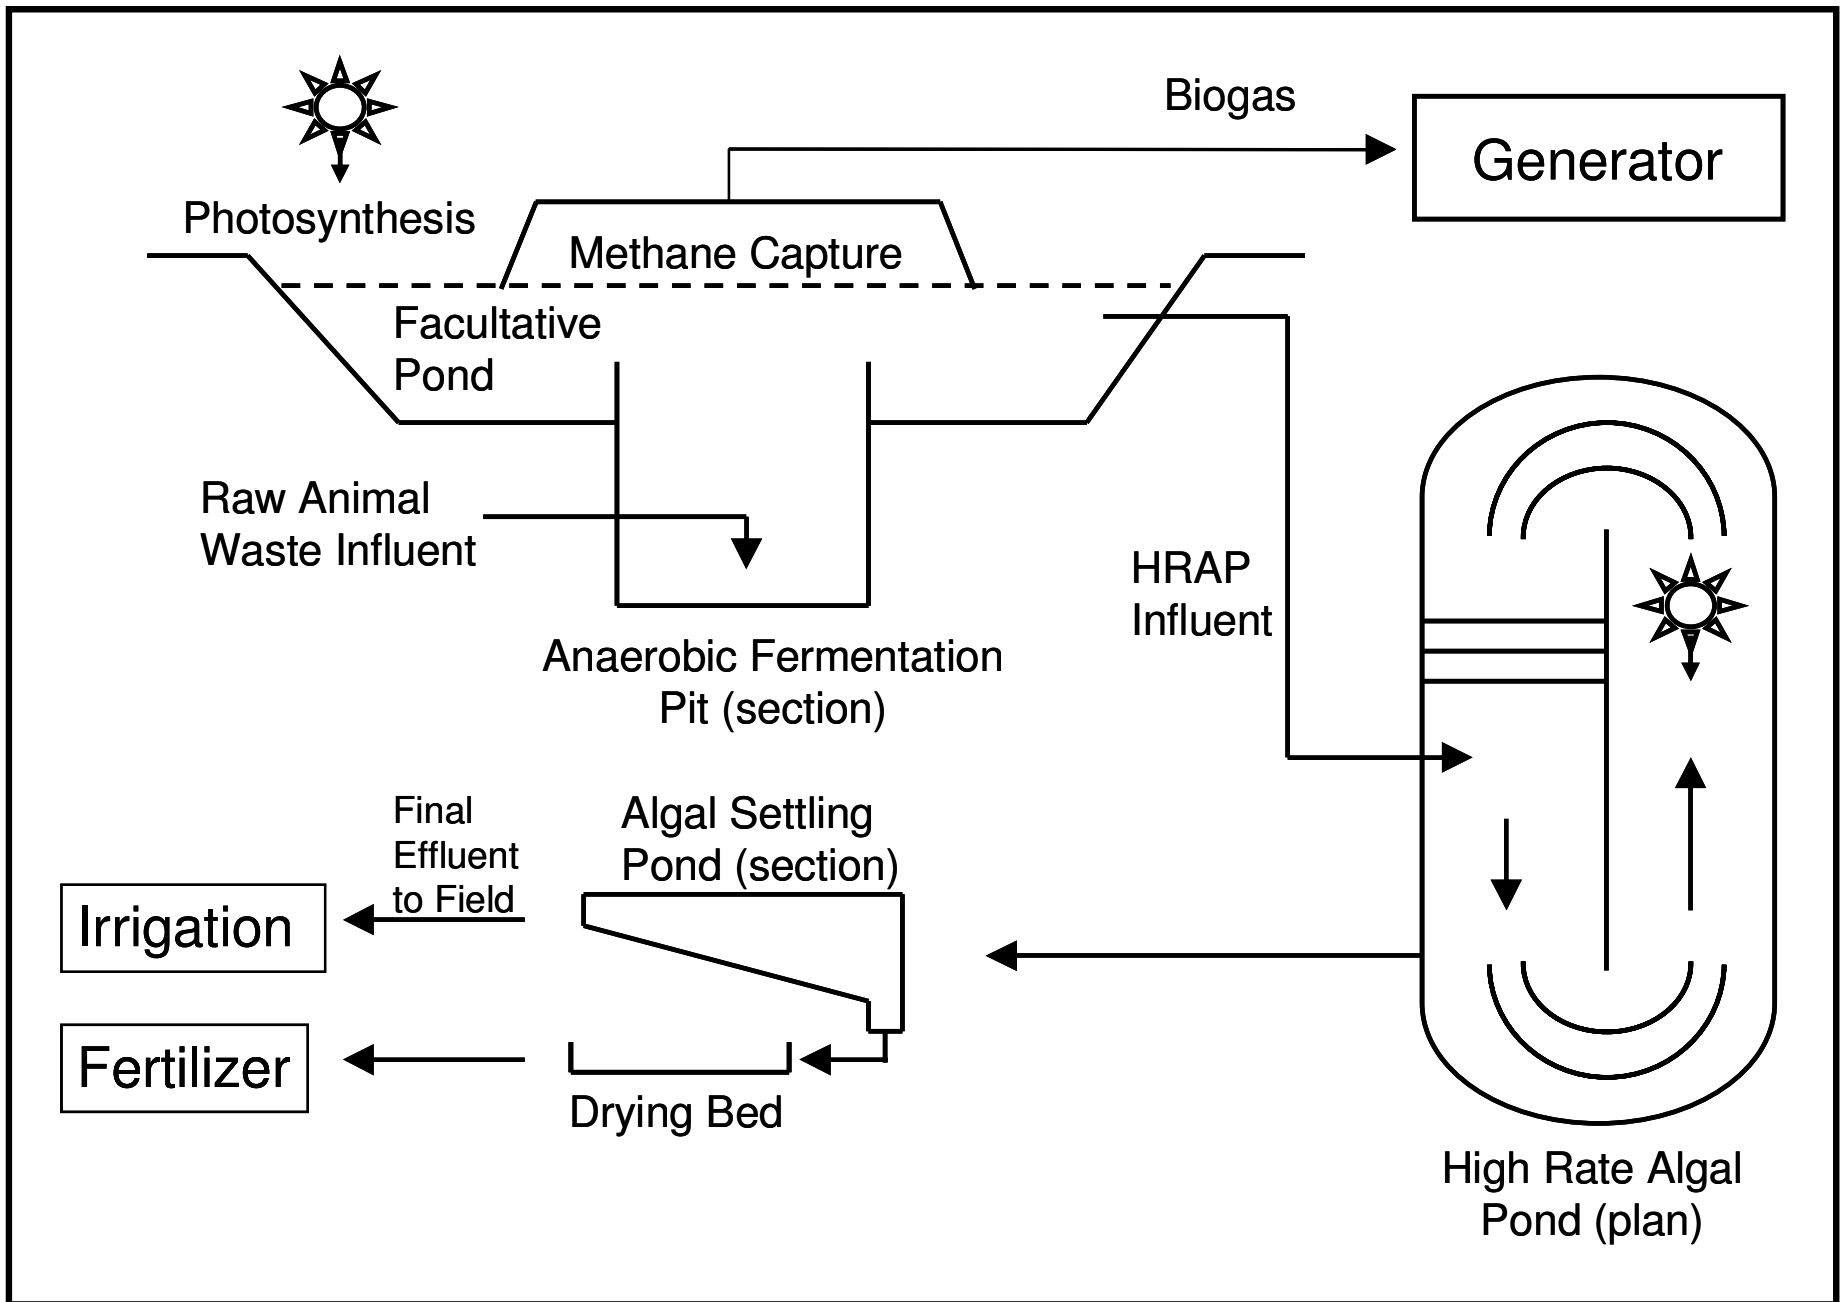 Biogas
Generator
Photosynthesis
Methane Capture
Facultative
Pond
Raw Animal
Waste Influent
HRAP
Influent
Anaerobic Fermentation
Pit (section)
Final
Effluent
to Field
Algal Settling
Pond (section)
Irrigation
Fertilizer
Drying Bed
High Rate Algal
Pond (plan)